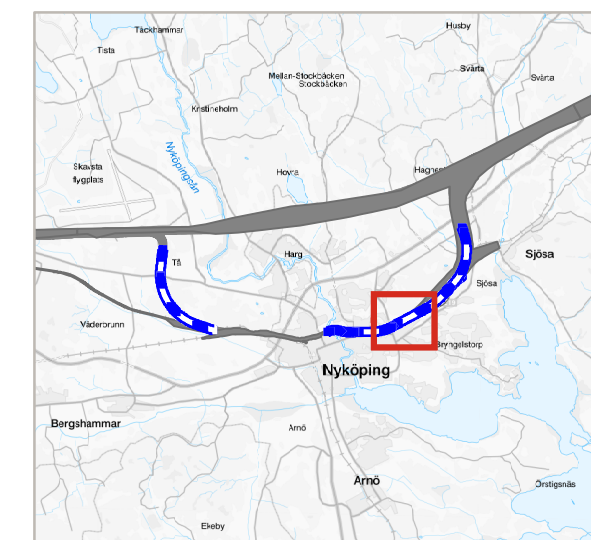 Husby
Täckhammar
Tista
Svärta
Mellan-Stockbäcken
Stockbäcken
Svärta
Kristineholm
Nyköpingsån
Skavsta
flygplats
Hovra
Harg
Sjösa
Tå
Sjösa
Väderbrunn
Bryngelstorp
Nyköping
Bergshammar
Arnö
Arnö
Örstigsnäs
Ekeby